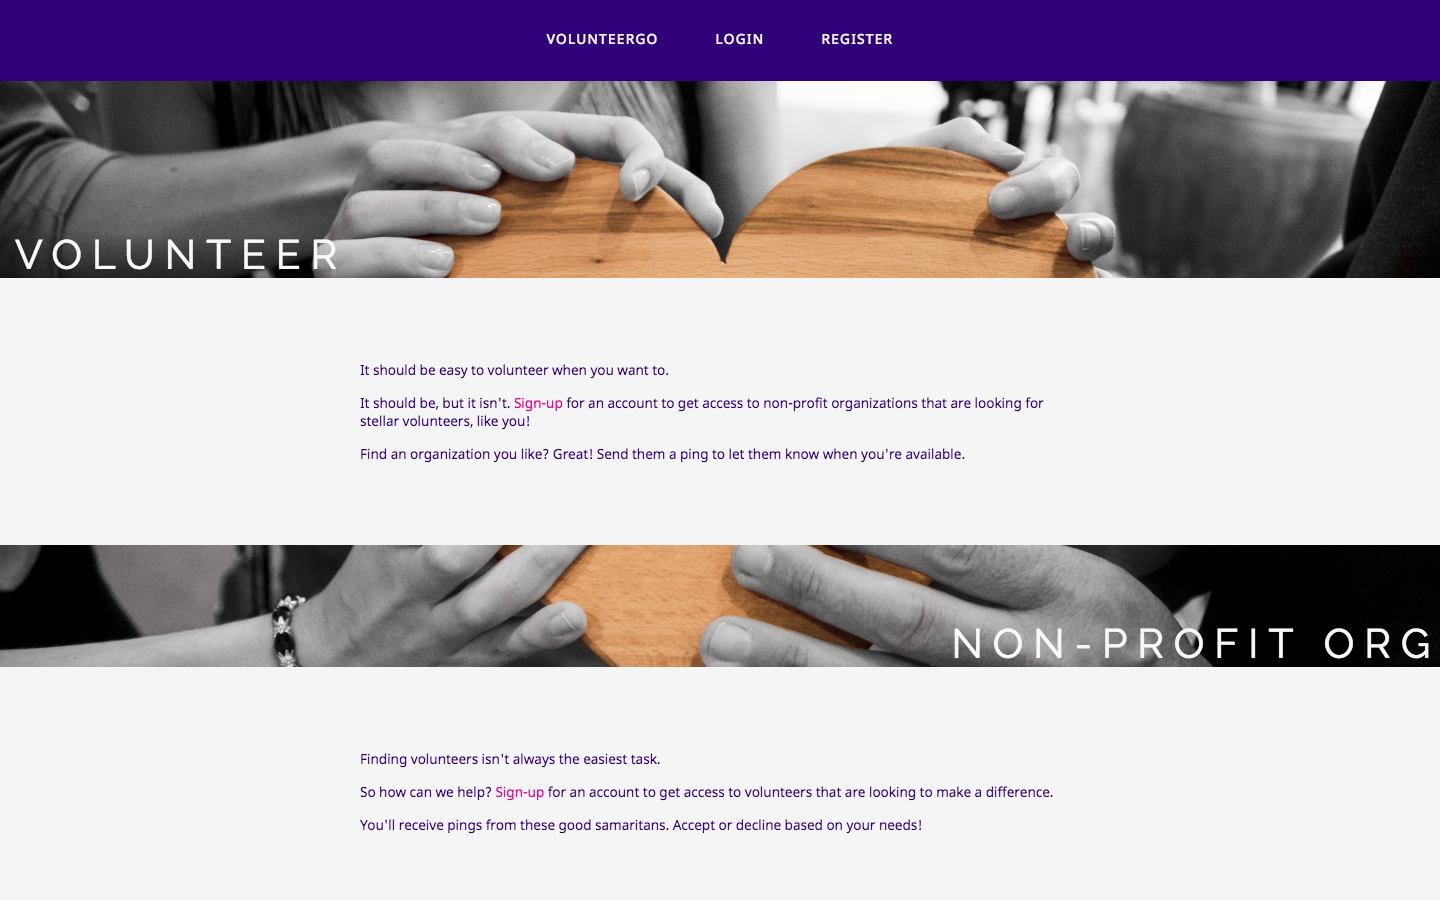 VOLUNTEERGO LOGIN REGISTER
VOLUNTEER
It should be easy to volunteer when you want to.
It should be, but it isn't. Sign-up for an account to get access to non-profit organizations that are looking for
stellar volunteers, like you!
Find an organization you like? Great! Send them a ping to let them know when you're available.
NON-PROFIT ORG
Finding volunteers isn't always the easiest task.
So how can we help? Sign-up for an account to get access to volunteers that are looking to make a difference.
You'll receive pings from these good samaritans. Accept or decline based on your needs!